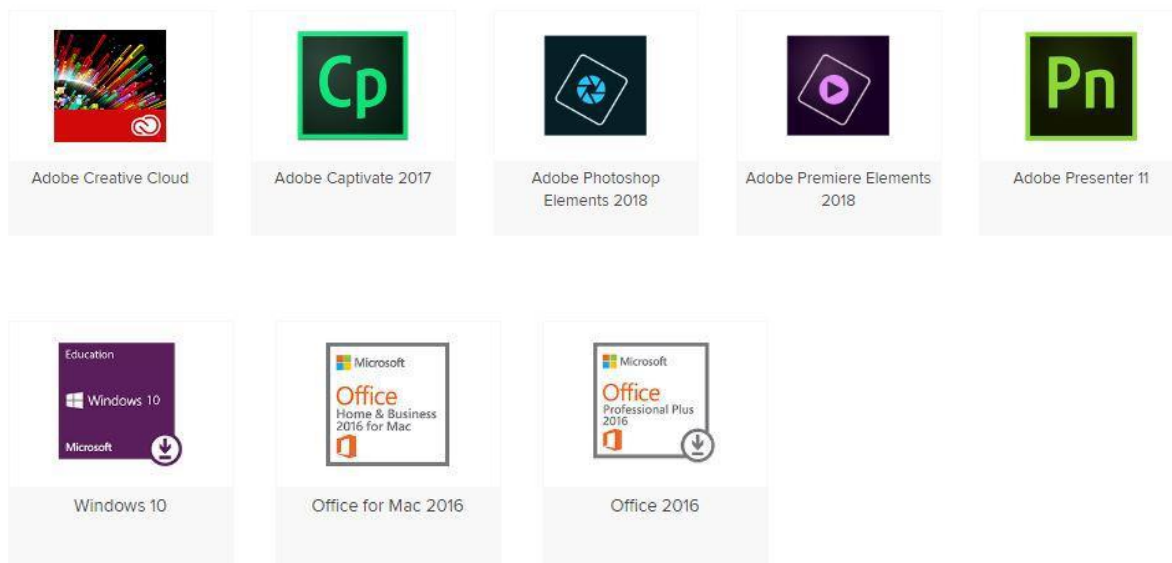 Cp
Pn
Adobe Creative Cloud
Adobe Captivate 2017
Adobe Photoshop
Elements 2018
Adobe Premiere Elements
2018
Adobe Presenter 11
Education
Windows 10
Microsoft
Microsoft
Office
Home & Business
2016 for Mac
Microsoft
Office
Professional Plus
2016
Windows 10
Office for Mac 2016
Office 2016